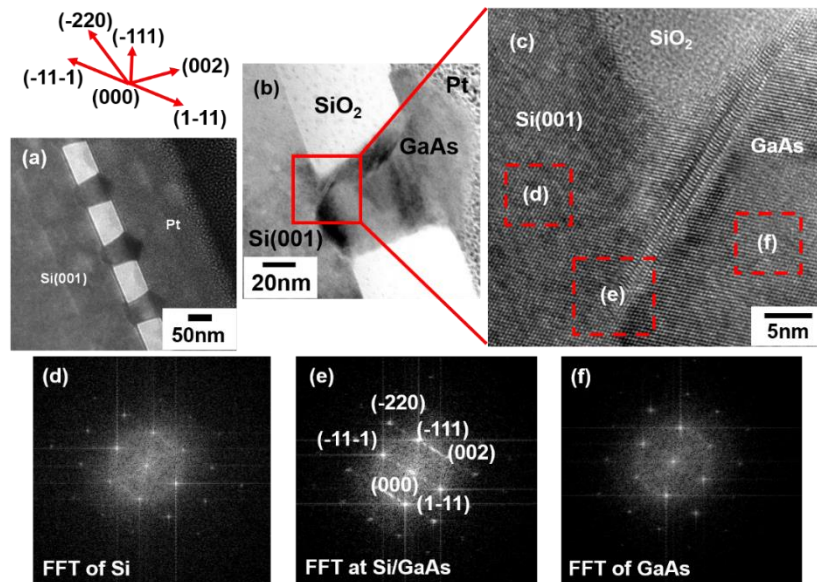 (-220)
(-111)
(-11-1)
(002)
(000)
(1-11)
(a)
Pt
Si(001)
50nm
(b)
SiO₂
Pt
GaAs
Si(001)
20nm
(c)
SiO₂
Si(001)
GaAs
(d)
(f)
(e)
5nm
(d)
FFT of Si
(e)
(-220)
(-111)
(-11-1)
(002)
(000)
(1-11)
FFT at Si/GaAs
(f)
FFT of GaAs